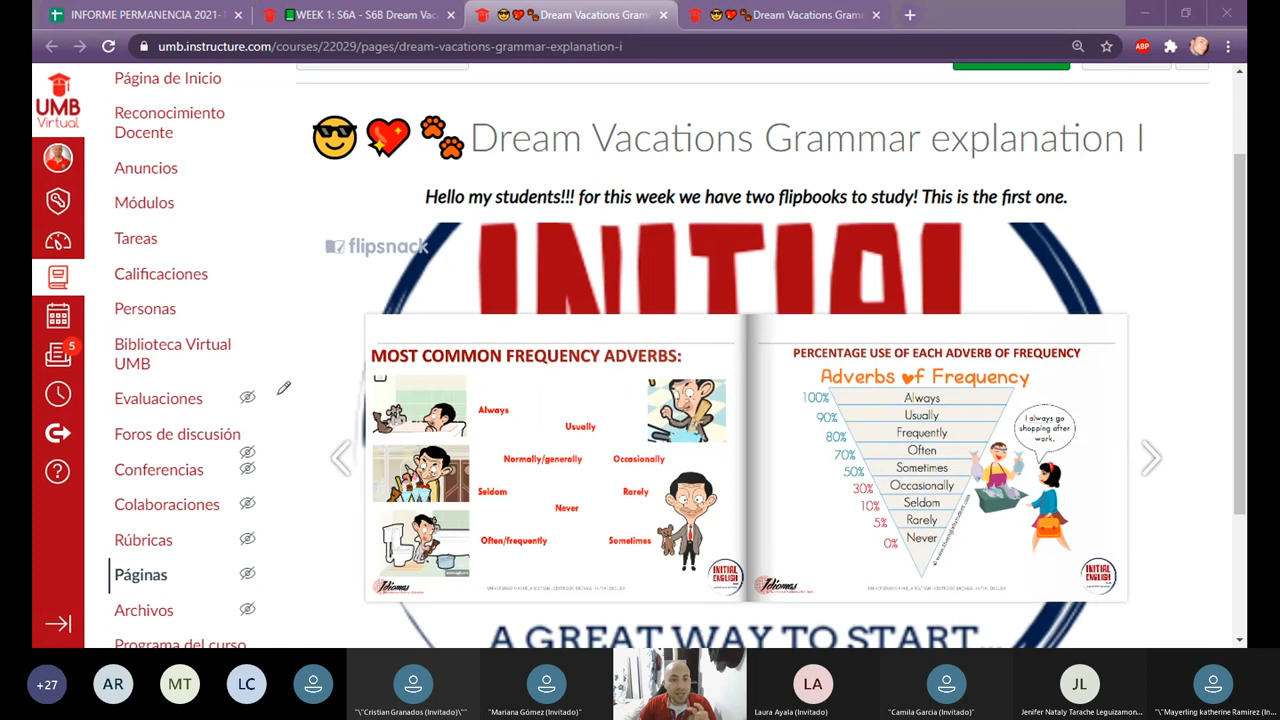 INFORME PERMANENCIA 2021-
WEEK 1: S6A - S6B Dream Vac
Dream Vacations Gram
Dream Vacations Gram
umb.instructure.com/courses/22029/pages/dream-vacations-grammar-explanation-i
ABP
UMB
Virtual
5
Página de Inicio
Reconocimiento
Docente
Anuncios
Módulos
Tareas
Calificaciones
Personas
Biblioteca Virtual
UMB
Evaluaciones
Foros de discusión
Conferencias
Colaboraciones
Rúbricas
Páginas
Archivos
Programa del curso
Dream Vacations Grammar explanation I
Hello my students!!! for this week we have two flipbooks to study! This is the first one.
flipsnack
INITIAL
MOST COMMON FREQUENCY ADVERBS:
Always
Usually
Normally/generally
Occasionally
Seldom
Rarely
Never
Often/frequently
Sometimes
Idiomas
INITIAL
ENGLISH
PERCENTAGE USE OF EACH ADVERB OF FREQUENCY
Adverbs of Frequency
100% Always
90% Usually
80% Frequently
70% Often
50% Sometimes
30% Occasionally
10% Seldom
5% Rarely
0% Never
I always go
shopping after
work.
Idiomas
INITIAL
ENGLISH
A GREAT WAY TO START...
+27
AR
MT
LC
"\"Cristian Granados (Invitado)\""
"Mariana Gómez (Invitado)"
LA
Laura Ayala (Invitado)
"Camila Garcia (Invitado)"
JL
Jenifer Nataly Tarache Leguizamon...
"\"Mayerling katherine Ramirez (In...